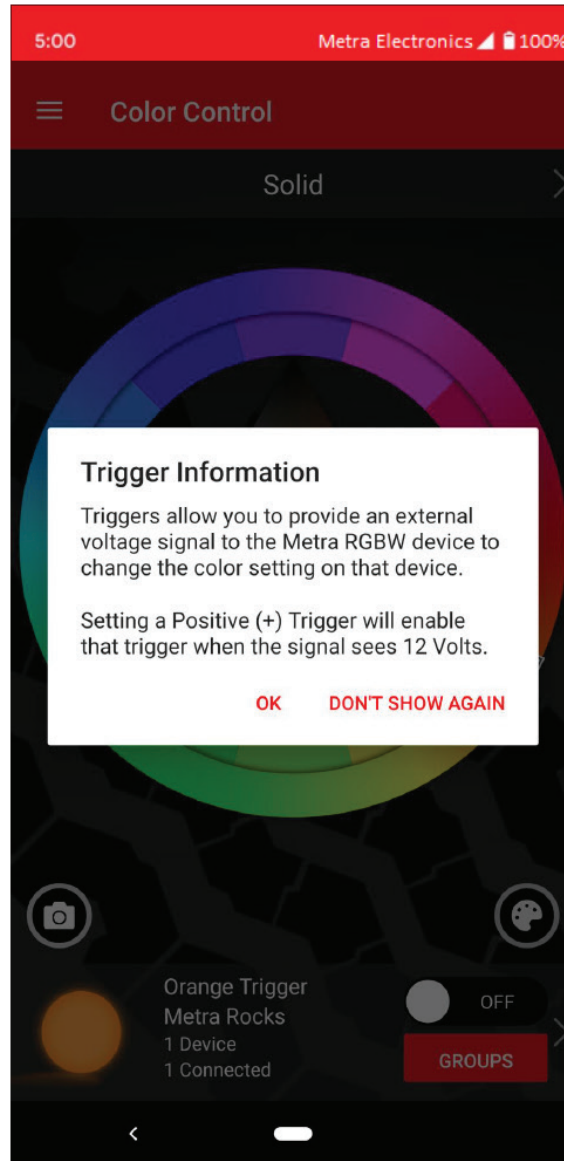 5:00 Metra Electronics 100%
Color Control
Solid
Trigger Information
Triggers allow you to provide an external
voltage signal to the Metra RGBW device to
change the color setting on that device.
Setting a Positive (+) Trigger will enable
that trigger when the signal sees 12 Volts.
OK DON'T SHOW AGAIN
Orange Trigger
Metra Rocks
1 Device
1 Connected
OFF
GROUPS